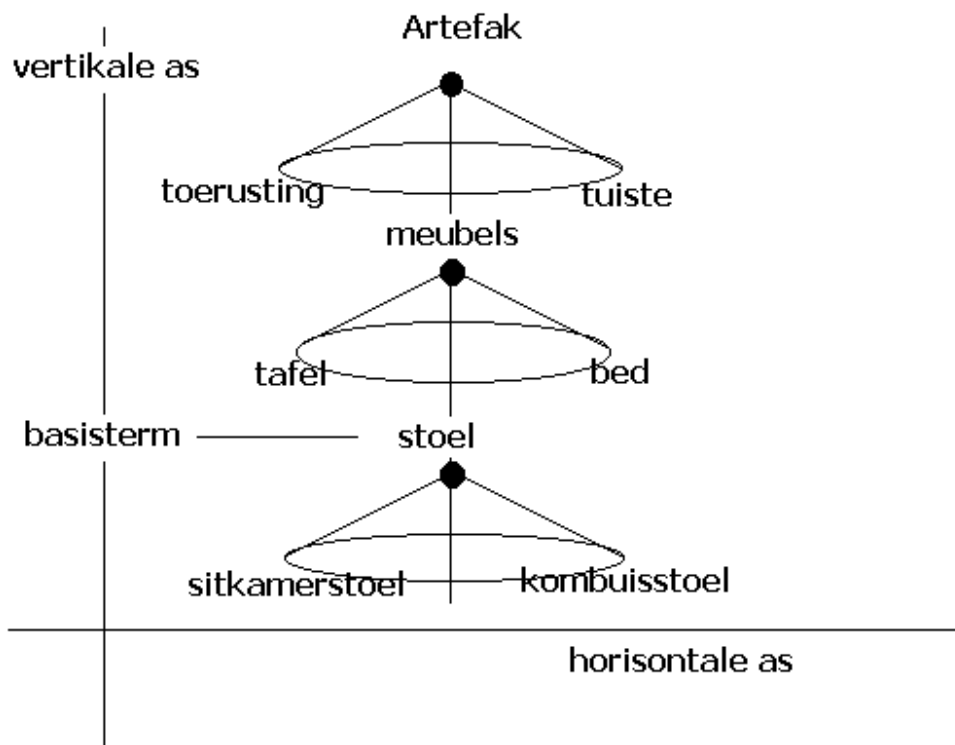 Artefak
vertikale as
toerusting
tuiste
meubels
tafel
bed
basisterm
stoel
sitkamerstoel
kombuisstoel
horisontale as